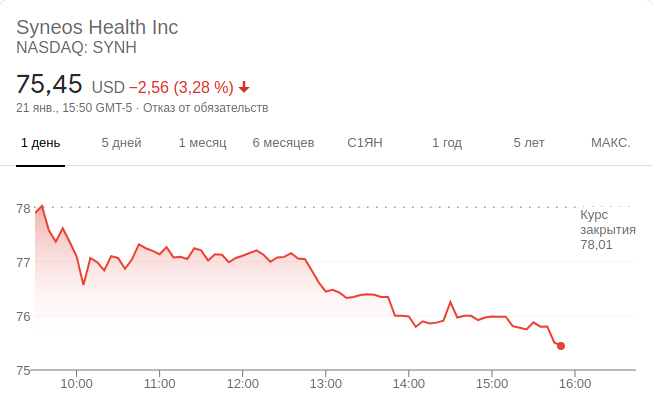 Syneos Health Inc
NASDAQ: SYNH
75,45 USD −2,56 (3,28 %)
21 янв., 15:50 GMT-5 · Отказ от обязательств
1 день 5 дней 1 месяц 6 месяцев С1ЯН 1 год 5 лет МАКС.
78
Курс
закрытия
78,01
77
76
75
10:00 11:00 12:00 13:00 14:00 15:00 16:00